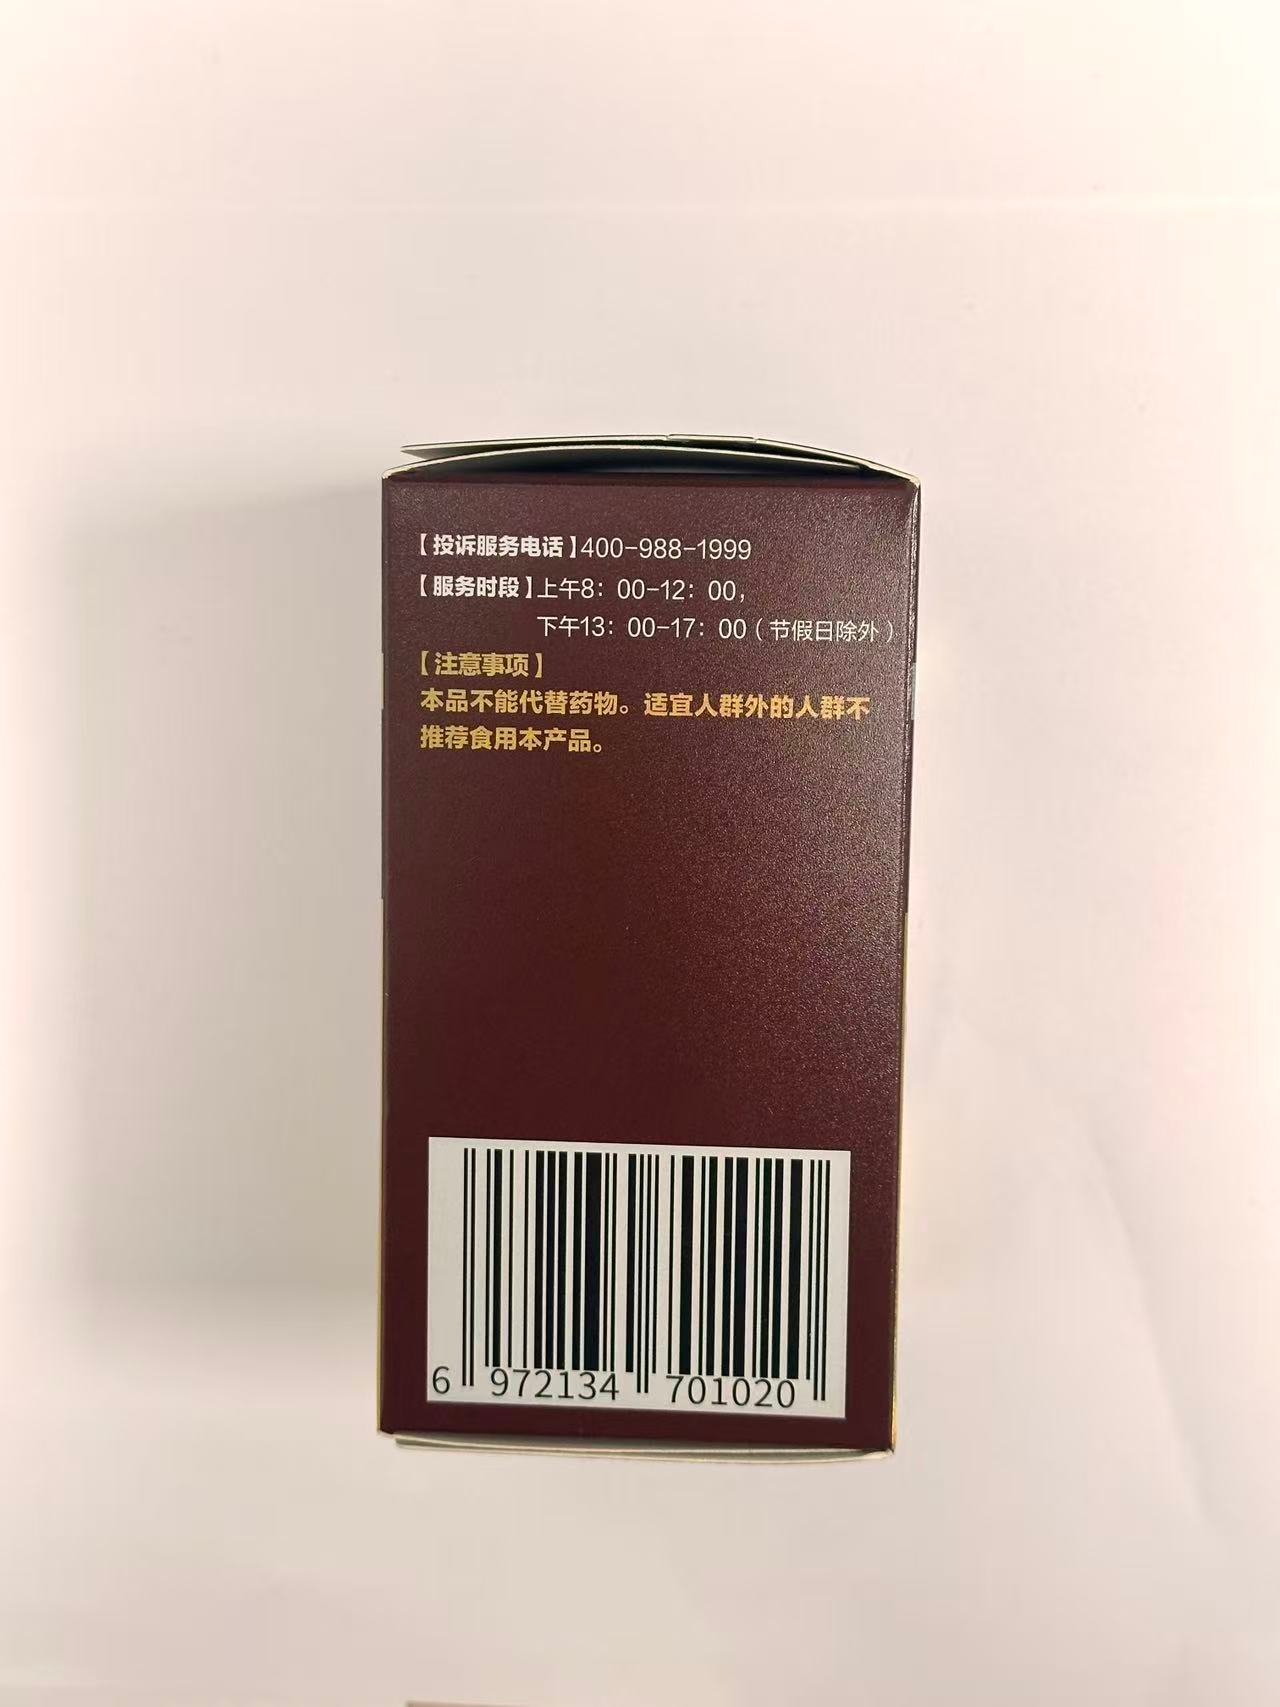 【投诉服务电话】400-988-1999
【服务时段】上午8：00-12：00，
下午13：00-17：00（节假日除外）
【注意事项】
本品不能代替药物。适宜人群外的人群不
推荐食用本产品。
6 972134 701020